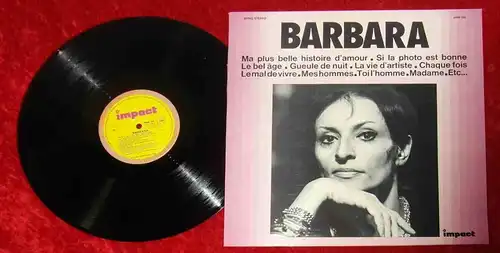 BARBARA
Ma plus belle histoire d'amour . Si la photo est bonne
Le bel âge . Gueule de nuit . La vie d'artiste . Chaque fois
Le mal de vivre . Mes hommes . Toi l'homme . Madame . Etc...
impact
impact